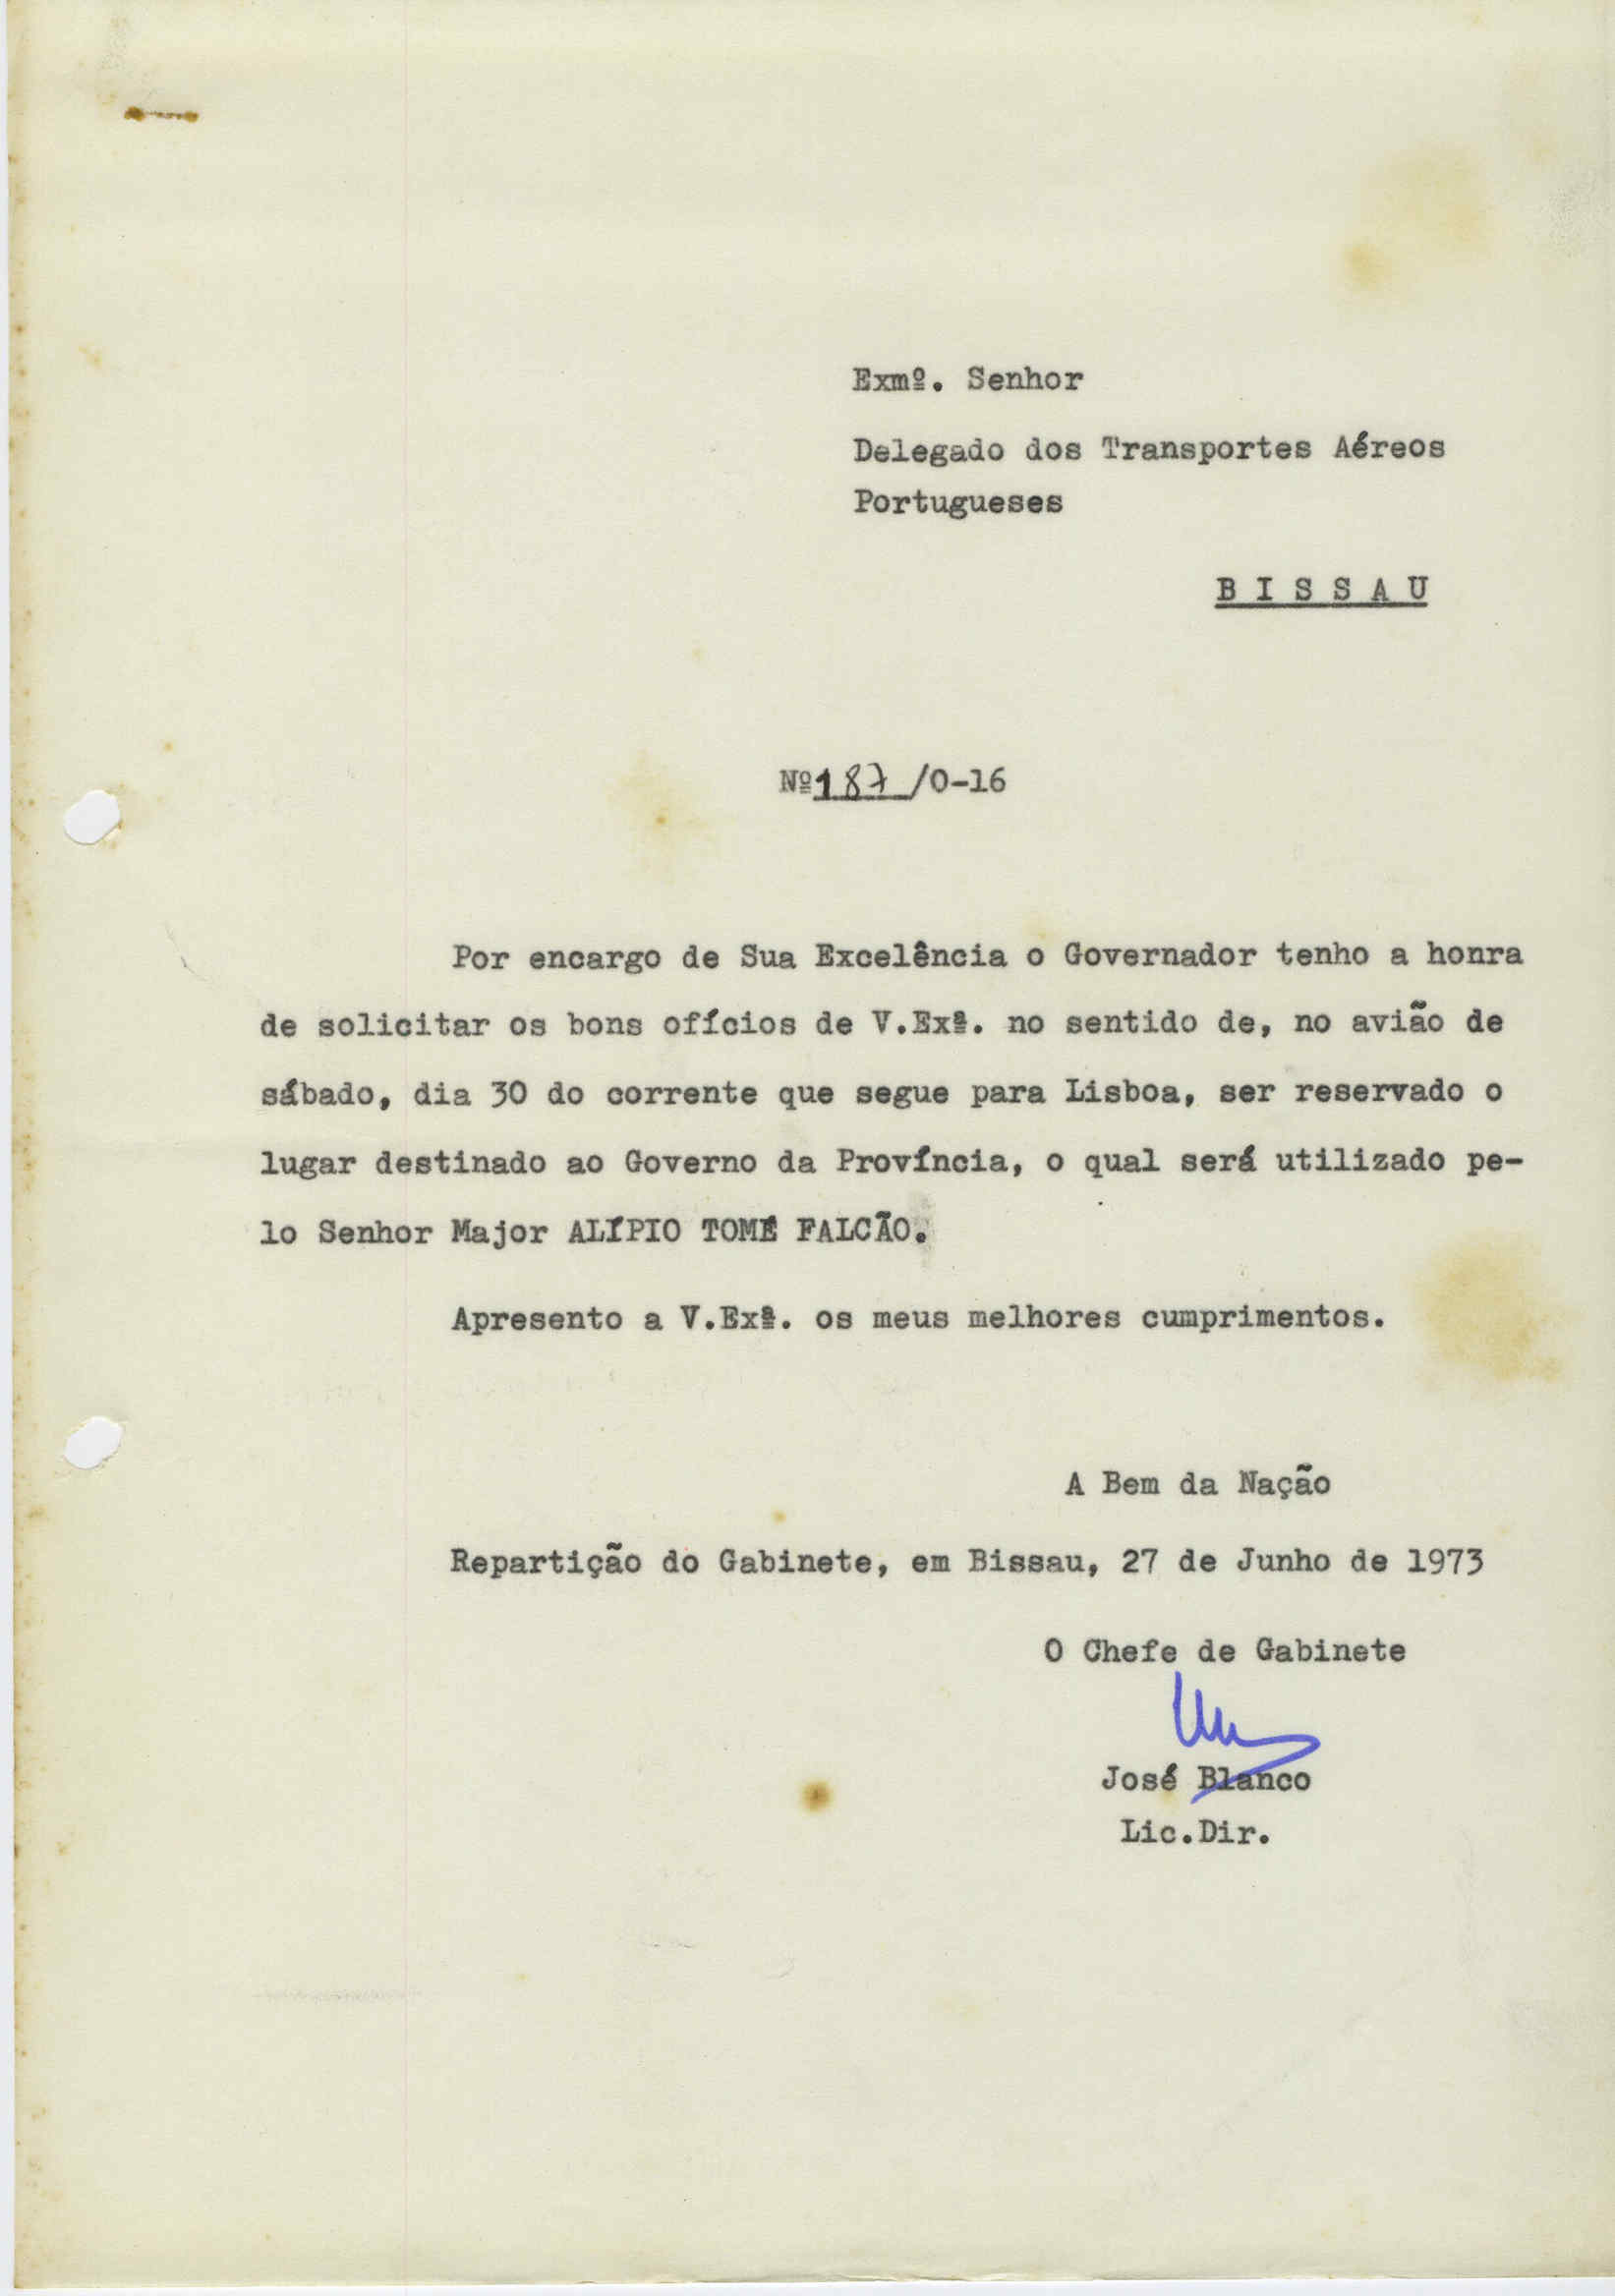 Exmº. Senhor
Delegado dos Transportes Aéreos
Portugueses
B I S S A U
Nº187/0-16
Por encargo de Sua Excelência o Governador tenho a honra
de solicitar os bons ofícios de V.Exª. no sentido de, no avião de
sábado, dia 30 do corrente que segue para Lisboa, ser reservado o
lugar destinado ao Governo da Província, o qual será utilizado pe-
lo Senhor Major ALÍPIO TOMÉ FALCÃO.
Apresento a V.Exª. os meus melhores cumprimentos.
A Bem da Nação
Repartição do Gabinete, em Bissau, 27 de Junho de 1973
O Chefe de Gabinete
José Blanco
Lic.Dir.